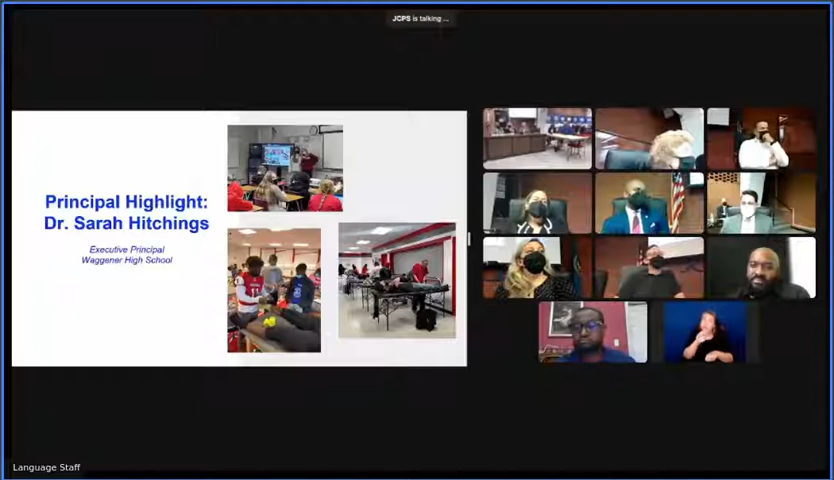 JCPS is talking ...
Principal Highlight:
Dr. Sarah Hitchings
Executive Principal
Waggener High School
Language Staff